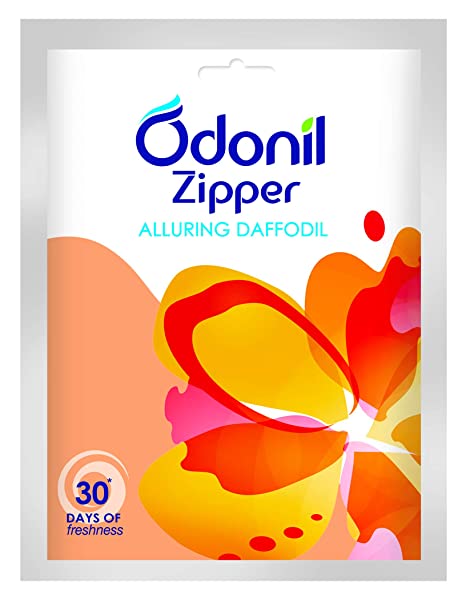 Odonil
Zipper
ALLURING DAFFODIL
30*
DAYS OF
freshness